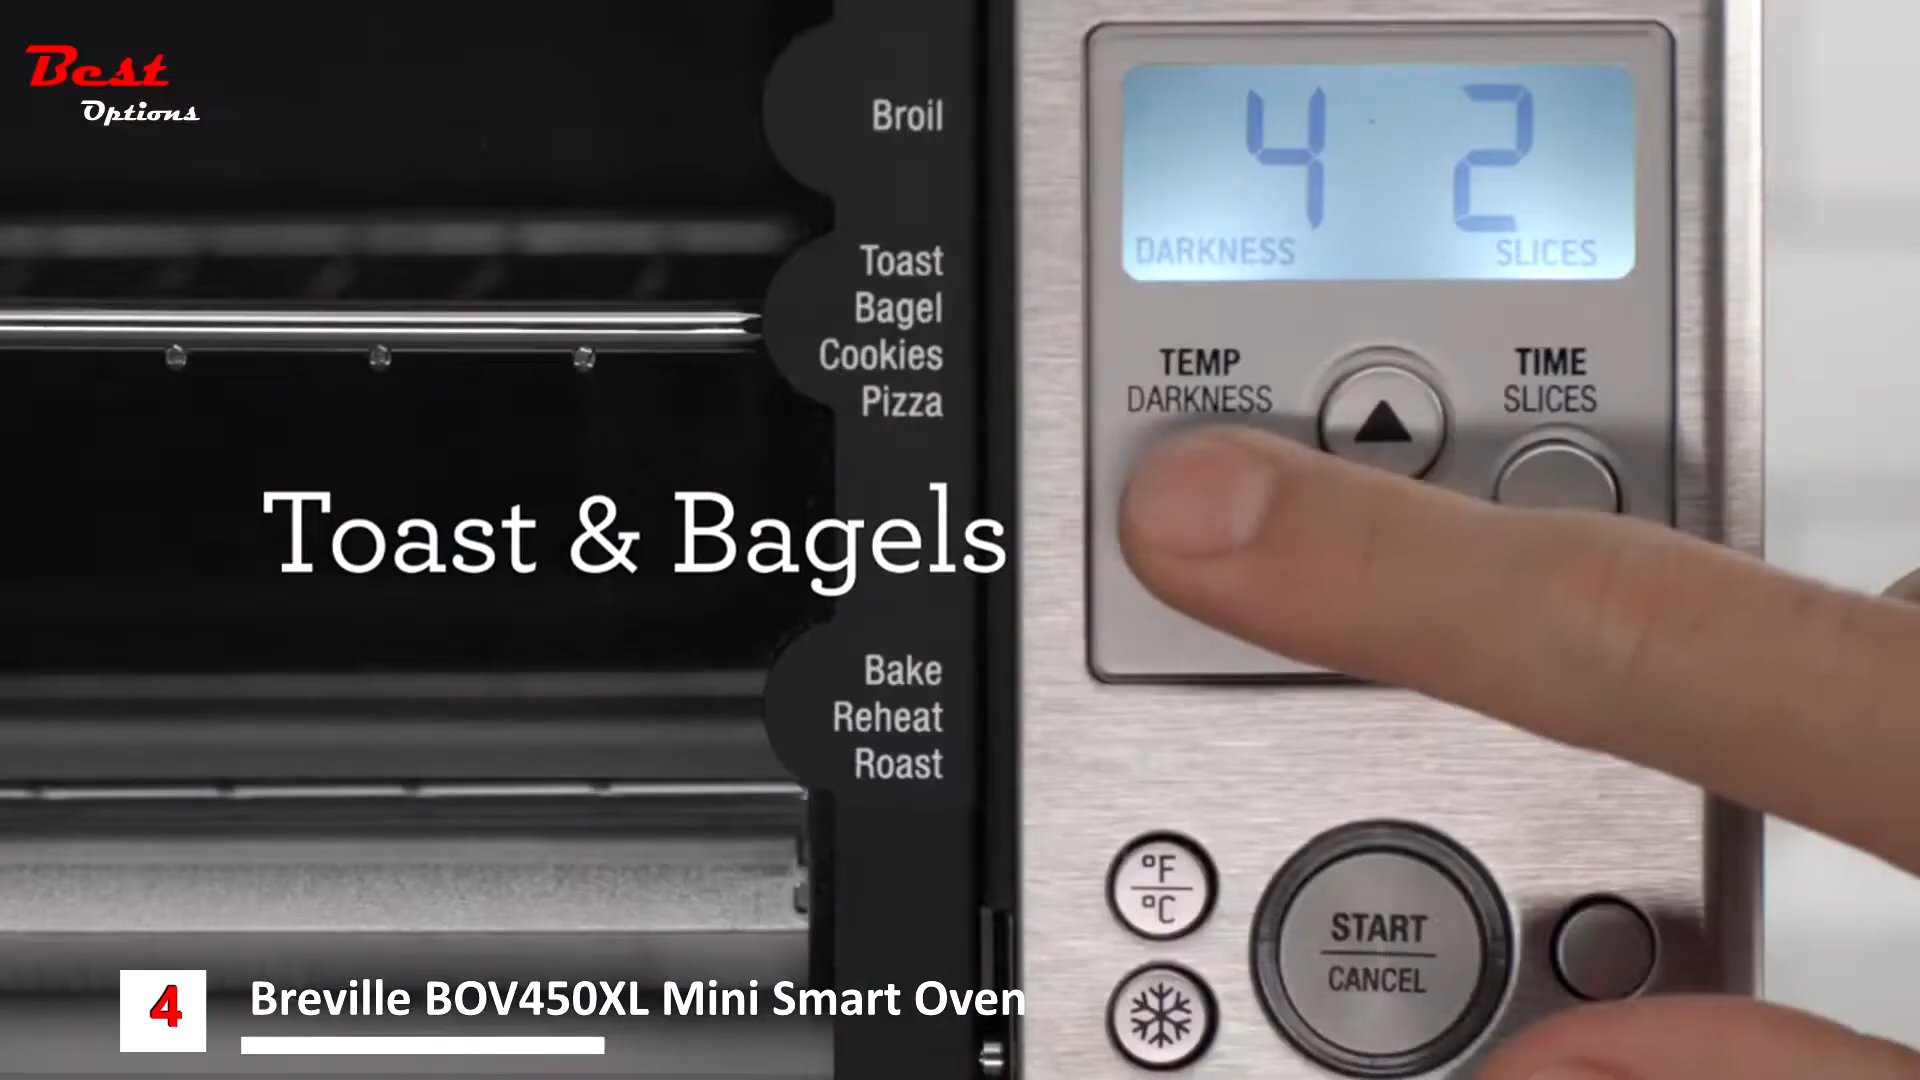 Best
Options
Broil
Toast
Bagel
Cookies
Pizza
Toast & Bagels
Bake
Reheat
Roast
4 2
DARKNESS SLICES
TEMP
DARKNESS
TIME
SLICES
°F
°C
START
CANCEL
4
Breville BOV450XL Mini Smart Oven